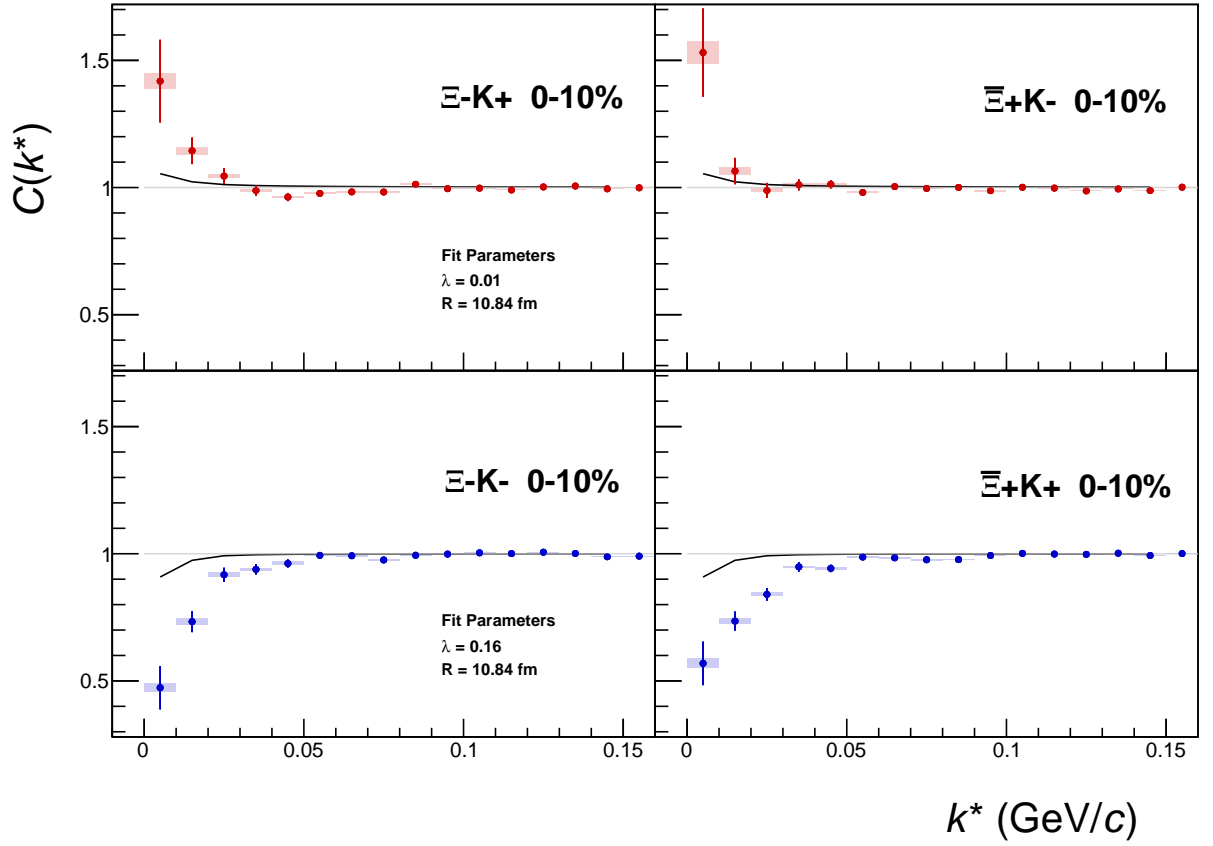 C(k*)
1.5
1
0.5
Ξ-K+ 0-10%
Fit Parameters
λ = 0.01
R = 10.84 fm
Ξ̅+K- 0-10%
1.5
1
0.5
Ξ-K- 0-10%
Fit Parameters
λ = 0.16
R = 10.84 fm
Ξ̅+K+ 0-10%
0 0.05 0.1 0.15
0 0.05 0.1 0.15
k* (GeV/c)